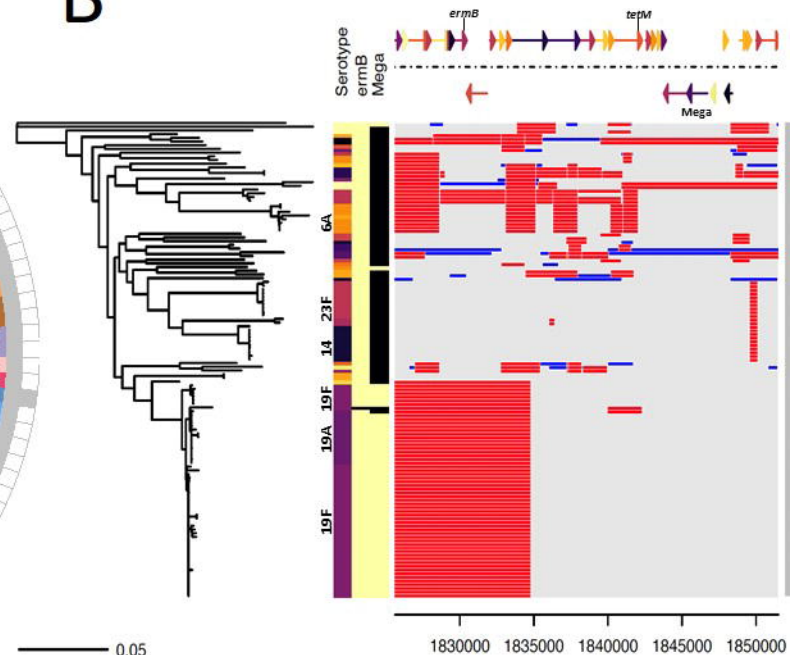 B
ermB
tetM
Serotype
ermB
Mega
Mega
6A
23F
14
19F
19A
19F
0.05
1830000 1835000 1840000 1845000 1850000